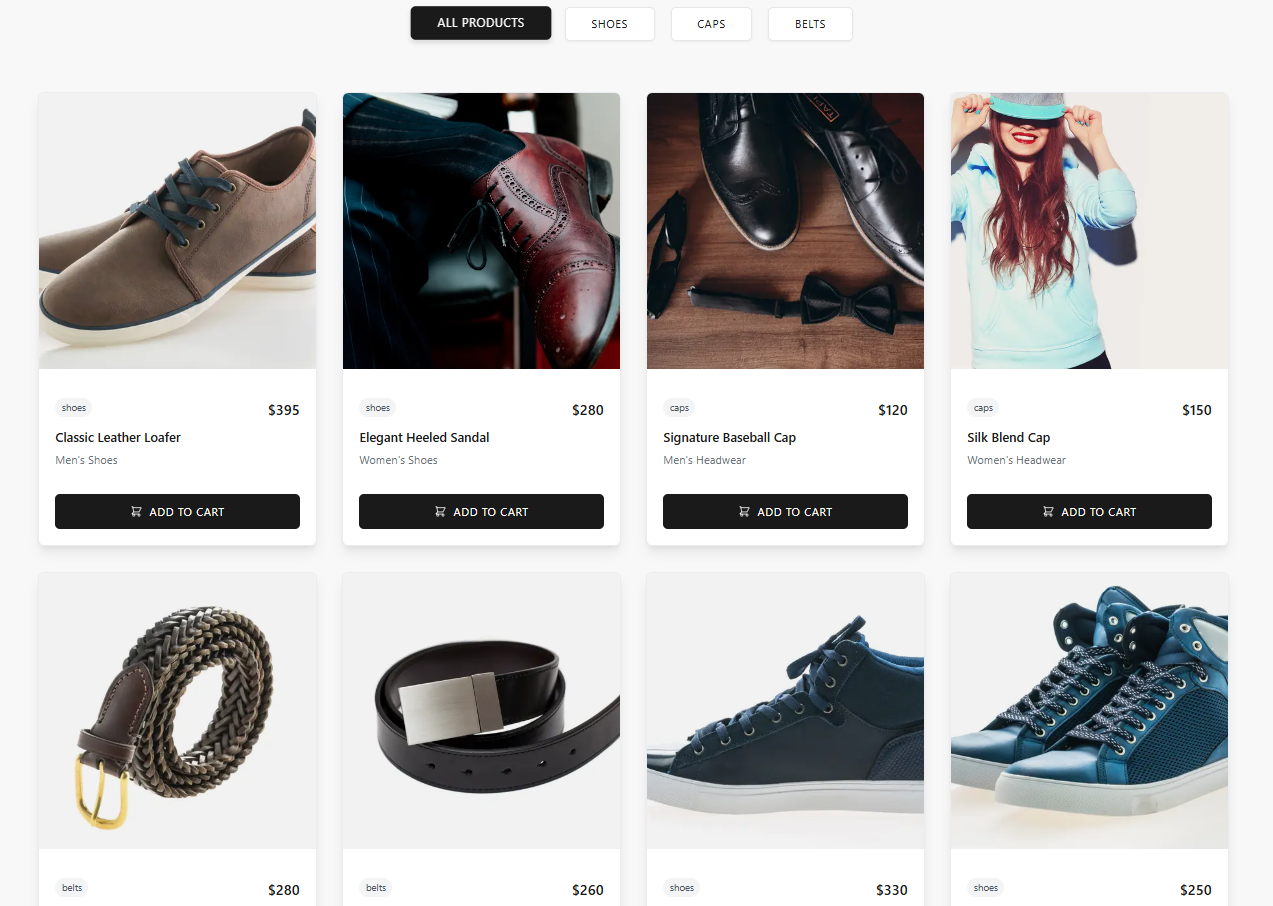 ALL PRODUCTS
SHOES
CAPS
BELTS
shoes
$395
Classic Leather Loafer
Men's Shoes
ADD TO CART
shoes
$280
Elegant Heeled Sandal
Women's Shoes
ADD TO CART
caps
$120
Signature Baseball Cap
Men's Headwear
ADD TO CART
caps
$150
Silk Blend Cap
Women's Headwear
ADD TO CART
belts
$280
belts
$260
shoes
$330
shoes
$250